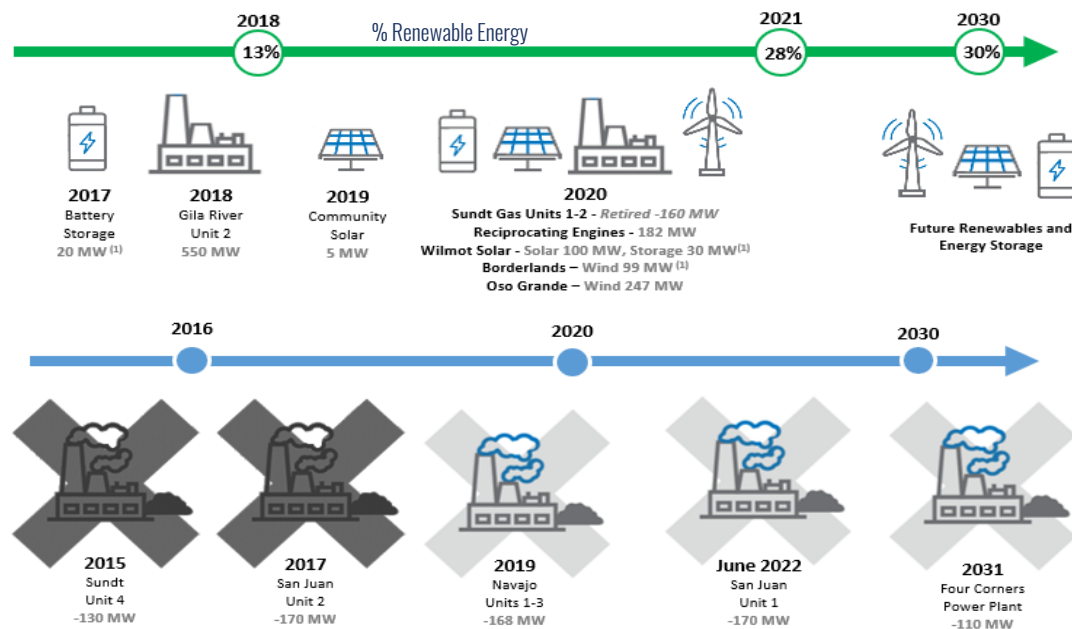 2018
% Renewable Energy
2021
2030
13%
28%
30%
2017
Battery
Storage
20 MW (1)
2018
Gila River
Unit 2
550 MW
2019
Community
Solar
5 MW
2020
Sundt Gas Units 1-2 - Retired -160 MW
Reciprocating Engines - 182 MW
Wilmot Solar - Solar 100 MW, Storage 30 MW(1)
Borderlands – Wind 99 MW (1)
Oso Grande – Wind 247 MW
Future Renewables and
Energy Storage
2016
2020
2030
2015
Sundt
Unit 4
-130 MW
2017
San Juan
Unit 2
-170 MW
2019
Navajo
Units 1-3
-168 MW
June 2022
San Juan
Unit 1
-170 MW
2031
Four Corners
Power Plant
-110 MW